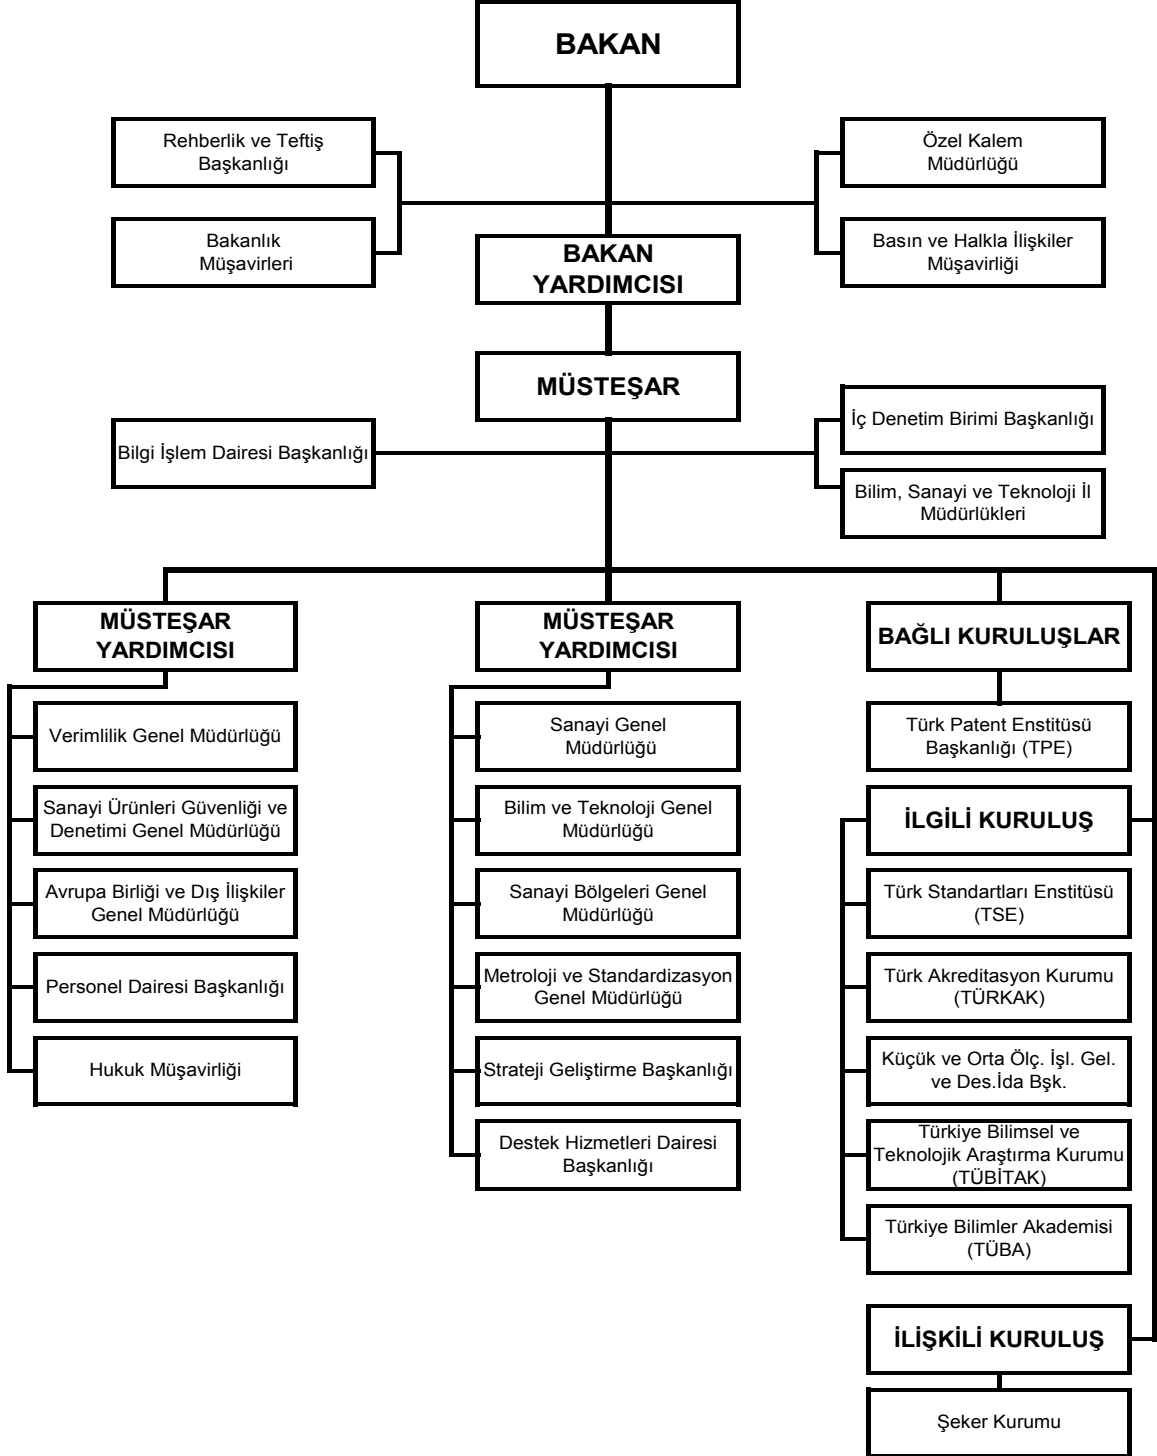 BAKAN
Rehberlik ve Teftiş
Başkanlığı
Özel Kalem
Müdürlüğü
Bakanlık
Müşavirleri
Basın ve Halkla İlişkiler
Müşavirliği
BAKAN
YARDIMCISI
MÜSTEŞAR
Bilgi İşlem Dairesi Başkanlığı
İç Denetim Birimi Başkanlığı
Bilim, Sanayi ve Teknoloji İl
Müdürlükleri
MÜSTEŞAR
YARDIMCISI
Verimlilik Genel Müdürlüğü
Sanayi Ürünleri Güvenliği ve
Denetimi Genel Müdürlüğü
Avrupa Birliği ve Dış İlişkiler
Genel Müdürlüğü
Personel Dairesi Başkanlığı
Hukuk Müşavirliği
MÜSTEŞAR
YARDIMCISI
Sanayi Genel
Müdürlüğü
Bilim ve Teknoloji Genel
Müdürlüğü
Sanayi Bölgeleri Genel
Müdürlüğü
Metroloji ve Standardizasyon
Genel Müdürlüğü
Strateji Geliştirme Başkanlığı
Destek Hizmetleri Dairesi
Başkanlığı
BAĞLI KURULUŞLAR
Türk Patent Enstitüsü
Başkanlığı (TPE)
İLGİLİ KURULUŞ
Türk Standartları Enstitüsü
(TSE)
Türk Akreditasyon Kurumu
(TÜRKAK)
Küçük ve Orta Ölç. İşl. Gel.
ve Des.İda Bşk.
Türkiye Bilimsel ve
Teknolojik Araştırma Kurumu
(TÜBİTAK)
Türkiye Bilimler Akademisi
(TÜBA)
İLİŞKİLİ KURULUŞ
Şeker Kurumu